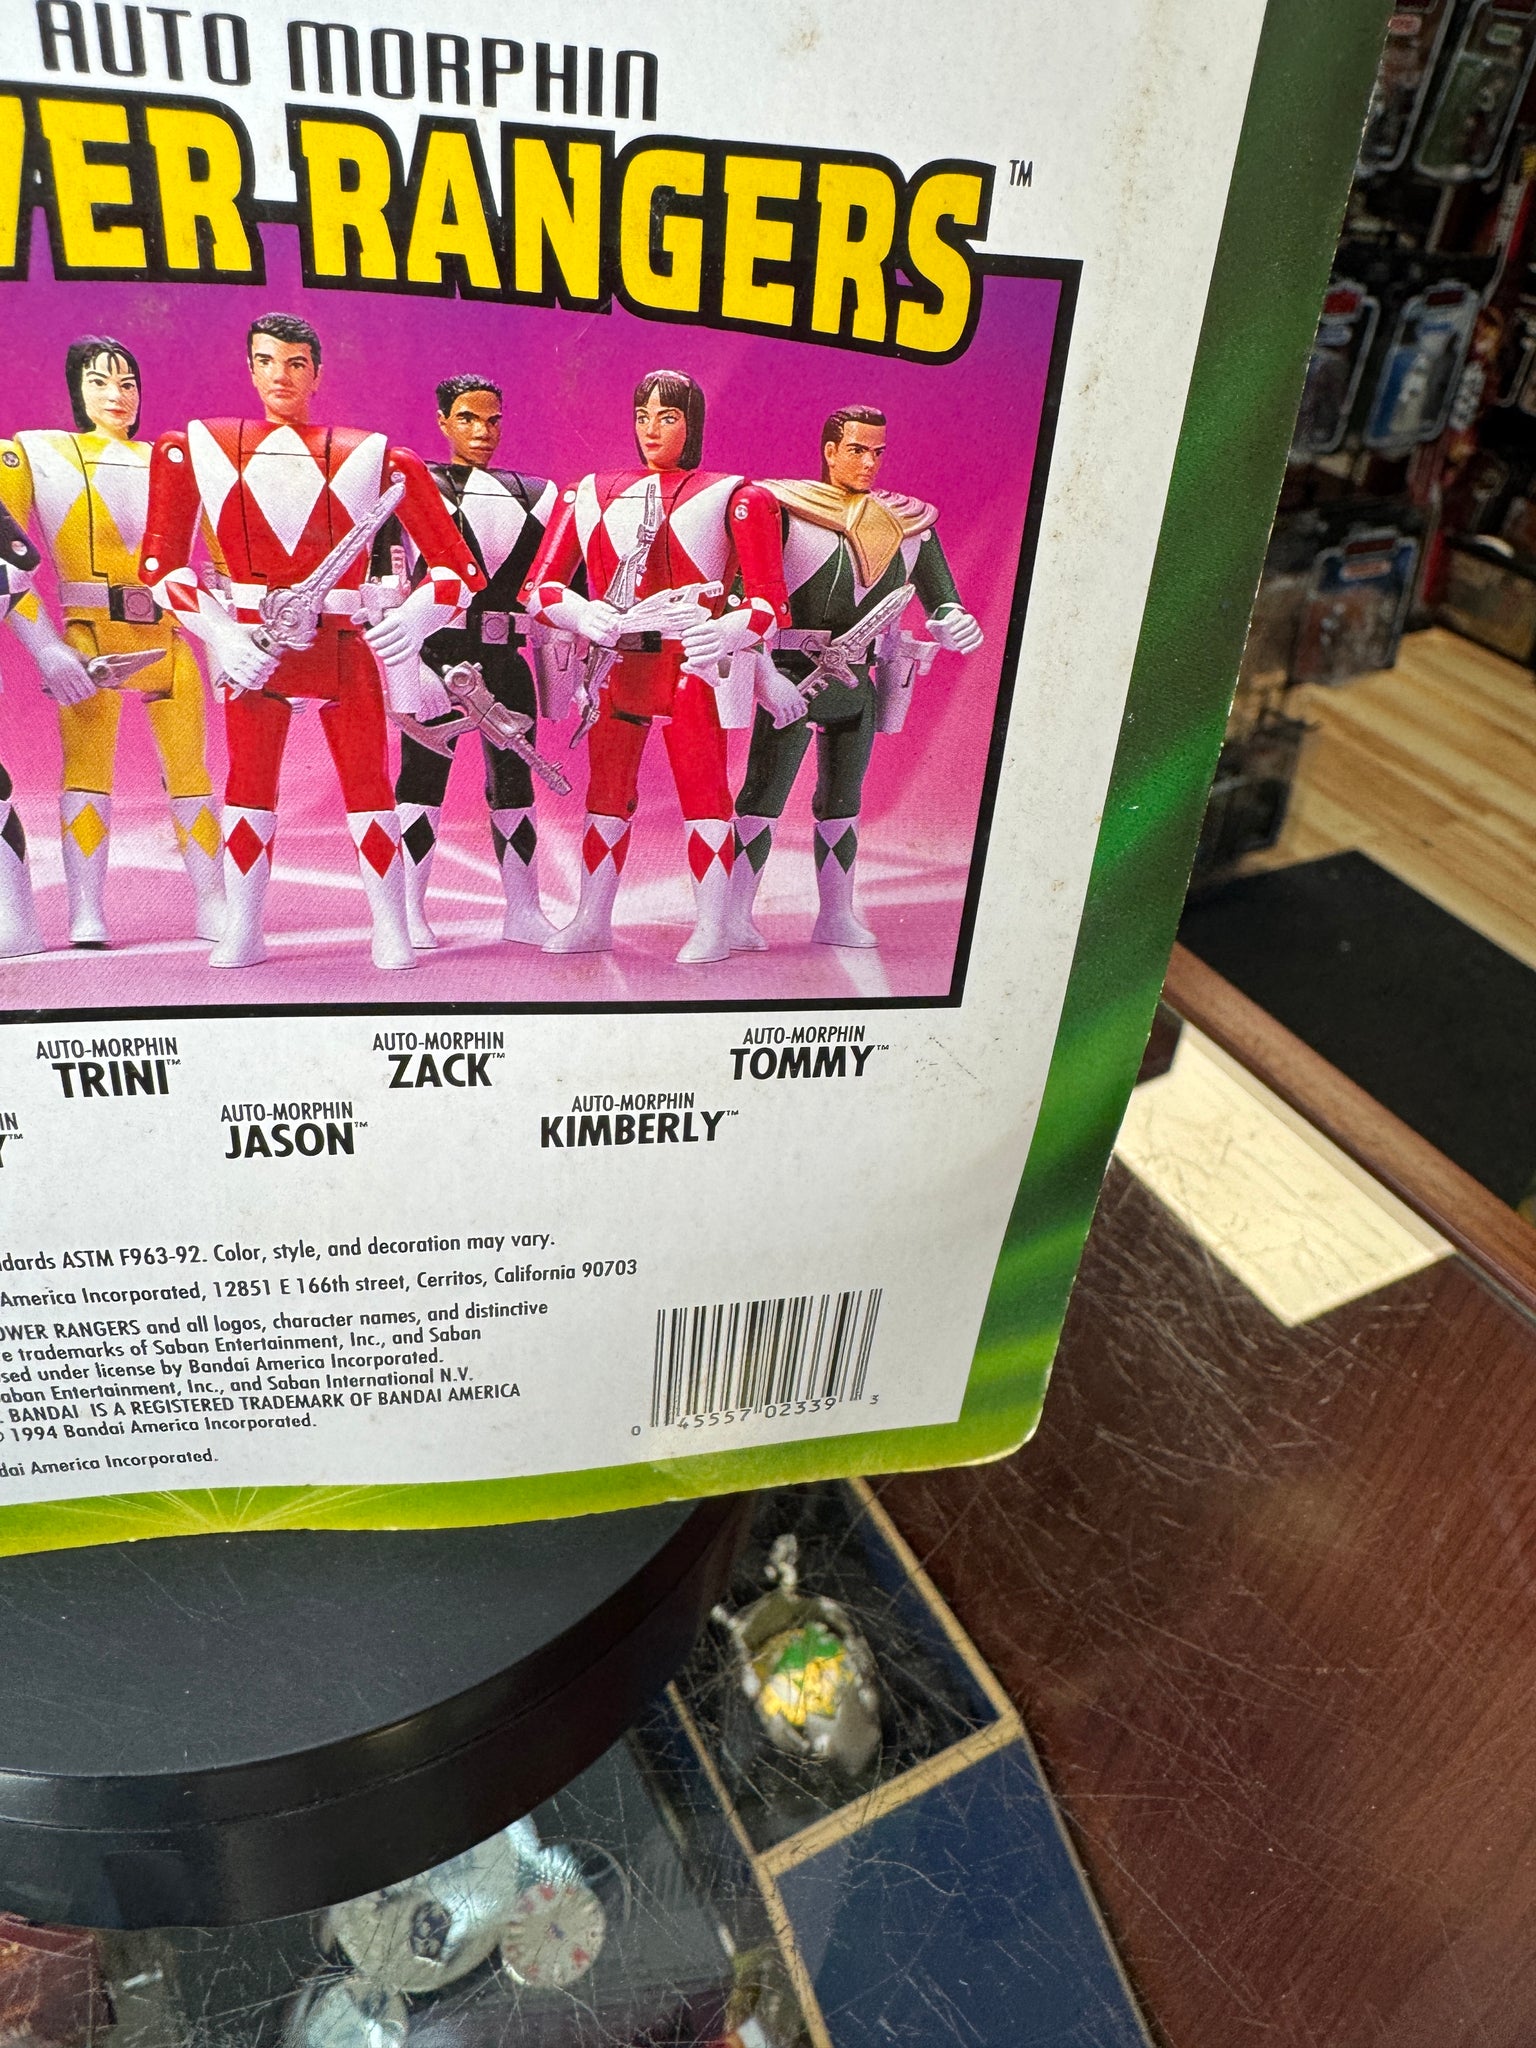 AUTO MORPHIN
WER RANGERS™
AUTO-MORPHIN
TRINI™
AUTO-MORPHIN
ZACK™
AUTO-MORPHIN
TOMMY™
IN
Y™
AUTO-MORPHIN
JASON™
AUTO-MORPHIN
KIMBERLY™
dards ASTM F963-92. Color, style, and decoration may vary.
America Incorporated, 12851 E 166th street, Cerritos, California 90703
OWER RANGERS and all logos, character names, and distinctive
e trademarks of Saban Entertainment, Inc., and Saban
sed under license by Bandai America Incorporated.
aban Entertainment, Inc., and Saban International N.V.
BANDAI IS A REGISTERED TRADEMARK OF BANDAI AMERICA
© 1994 Bandai America Incorporated.
dai America Incorporated.
0 45557 02339 3